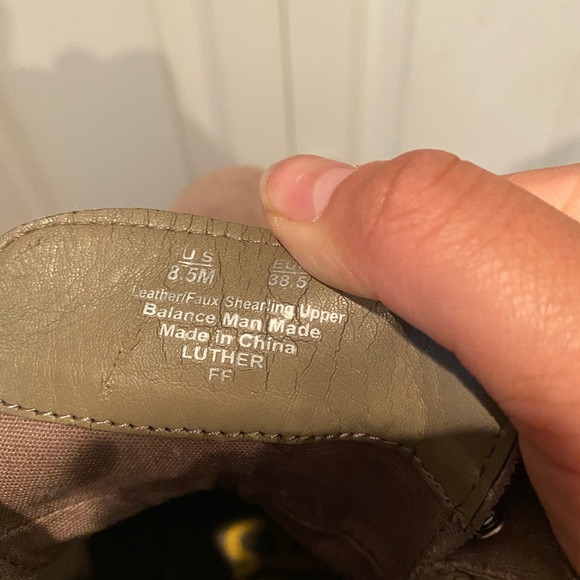 US EU
8.5M 38.5
Leather/Faux Shearling Upper
Balance Man Made
Made in China
LUTHER
FF